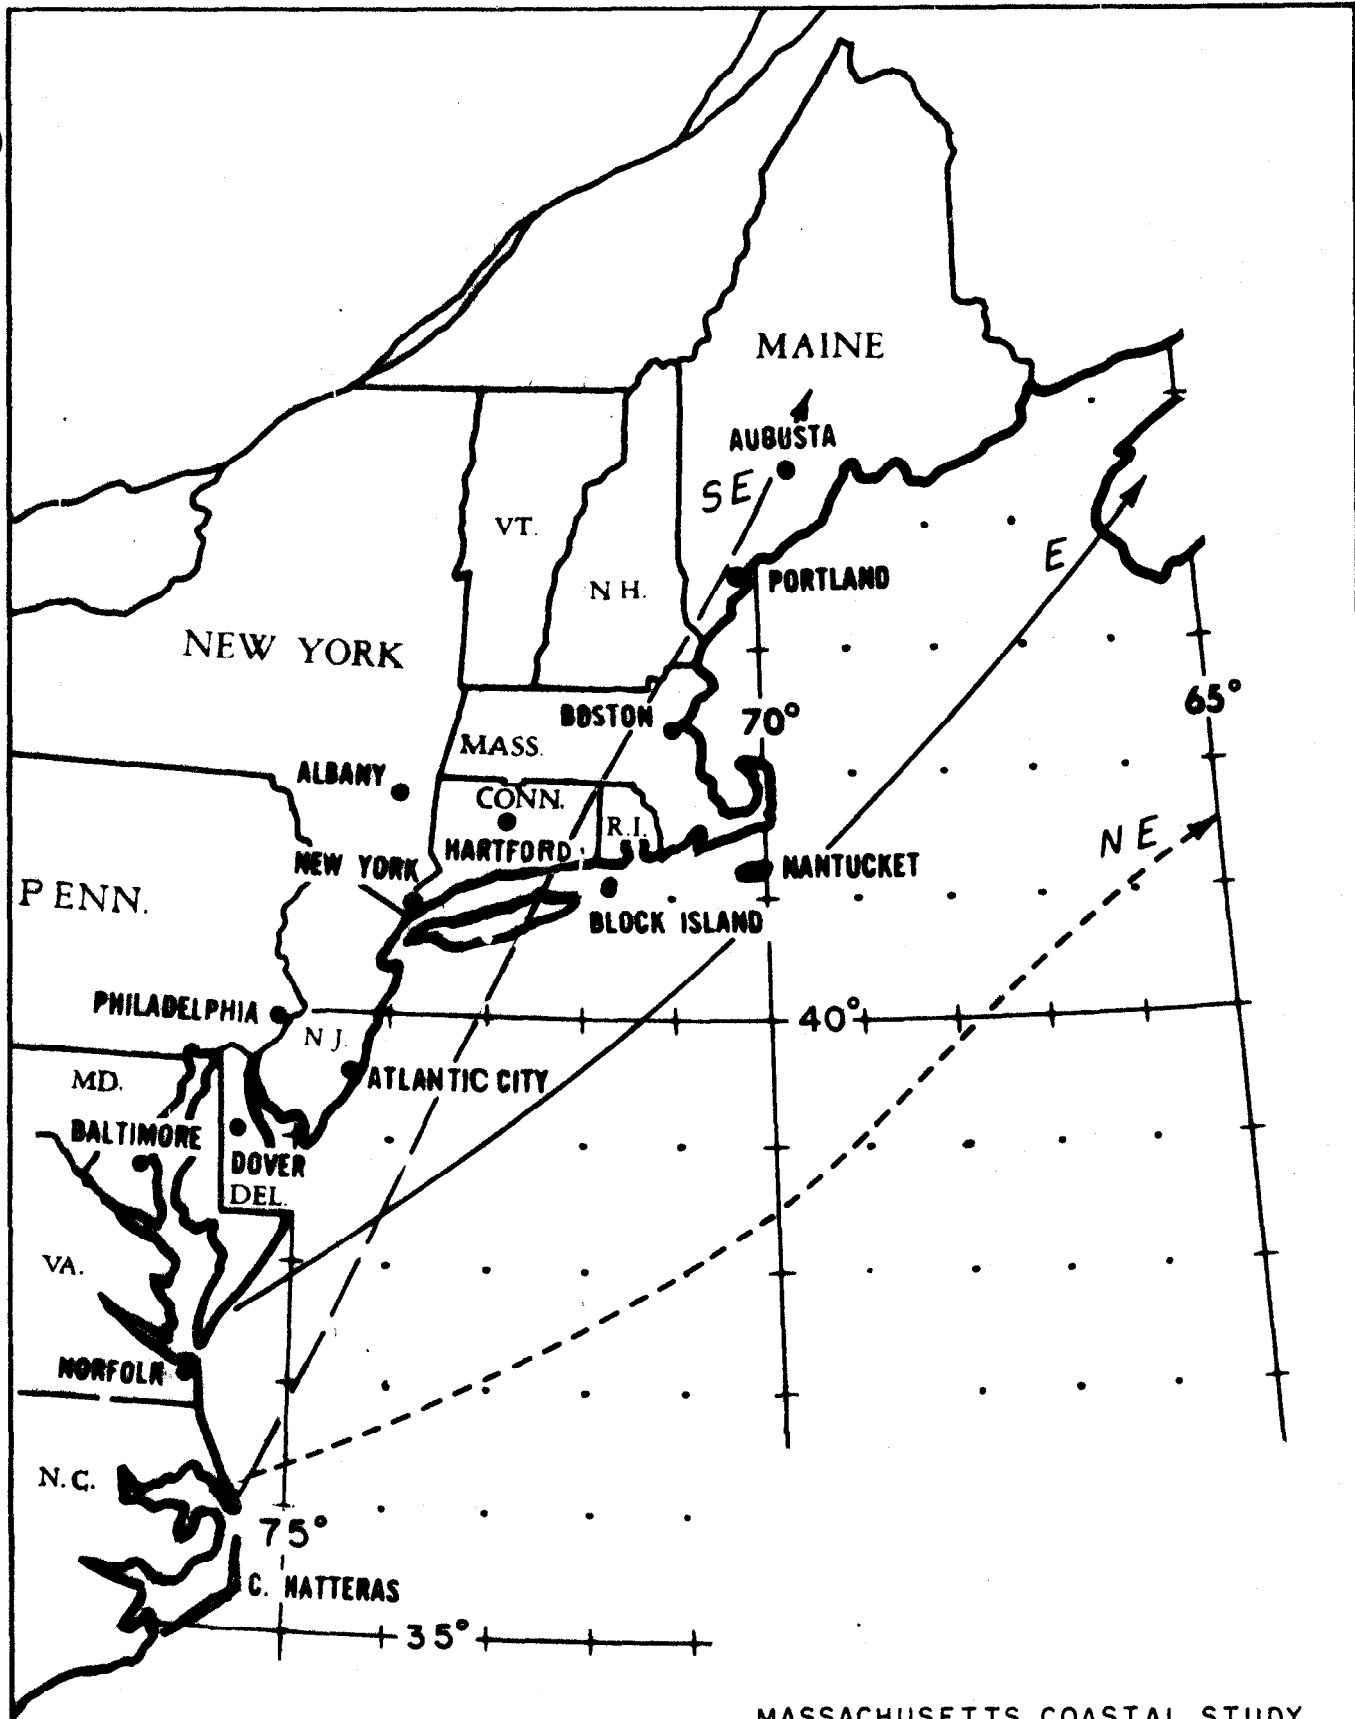 MAINE
AUGUSTA
SE
VT.
E
N H.
PORTLAND
NEW YORK
65°
BOSTON
70°
MASS.
ALBANY
CONN.
R.I.
NE
HARTFORD
NEW YORK
NANTUCKET
PENN.
BLOCK ISLAND
PHILADELPHIA
40°
N J.
MD.
ATLANTIC CITY
BALTIMORE
DOVER
DEL.
VA.
NORFOLK
N.C.
75°
C. HATTERAS
35°
MASSACHUSETTS COASTAL STUDY